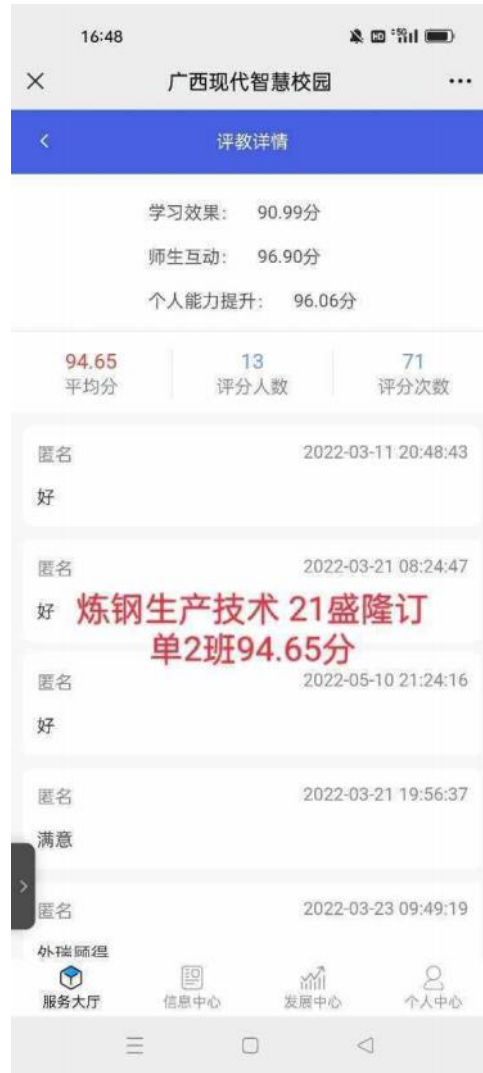 16:48
广西现代智慧校园
评教详情
学习效果: 90.99分
师生互动: 96.90分
个人能力提升: 96.06分
94.65 13 71
平均分 评分人数 评分次数
匿名 2022-03-11 20:48:43
好
匿名 2022-03-21 08:24:47
好
炼钢生产技术 21盛隆订
单2班94.65分
匿名 2022-05-10 21:24:16
好
匿名 2022-03-21 19:56:37
满意
匿名 2022-03-23 09:49:19
服务大厅 信息中心 发展中心 个人中心